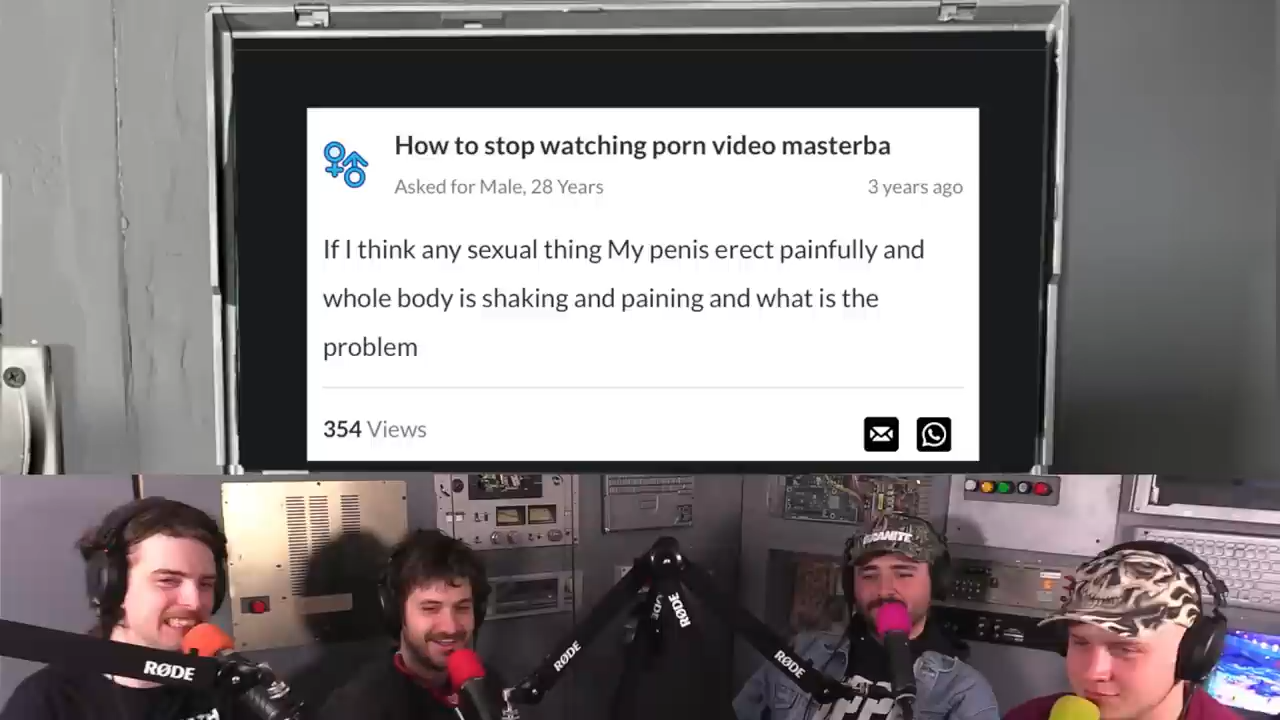 How to stop watching porn video masterba
Asked for Male, 28 Years
3 years ago
If I think any sexual thing My penis erect painfully and
whole body is shaking and paining and what is the
problem
354 Views
RØDE
RØDE
RØDE
RØDE